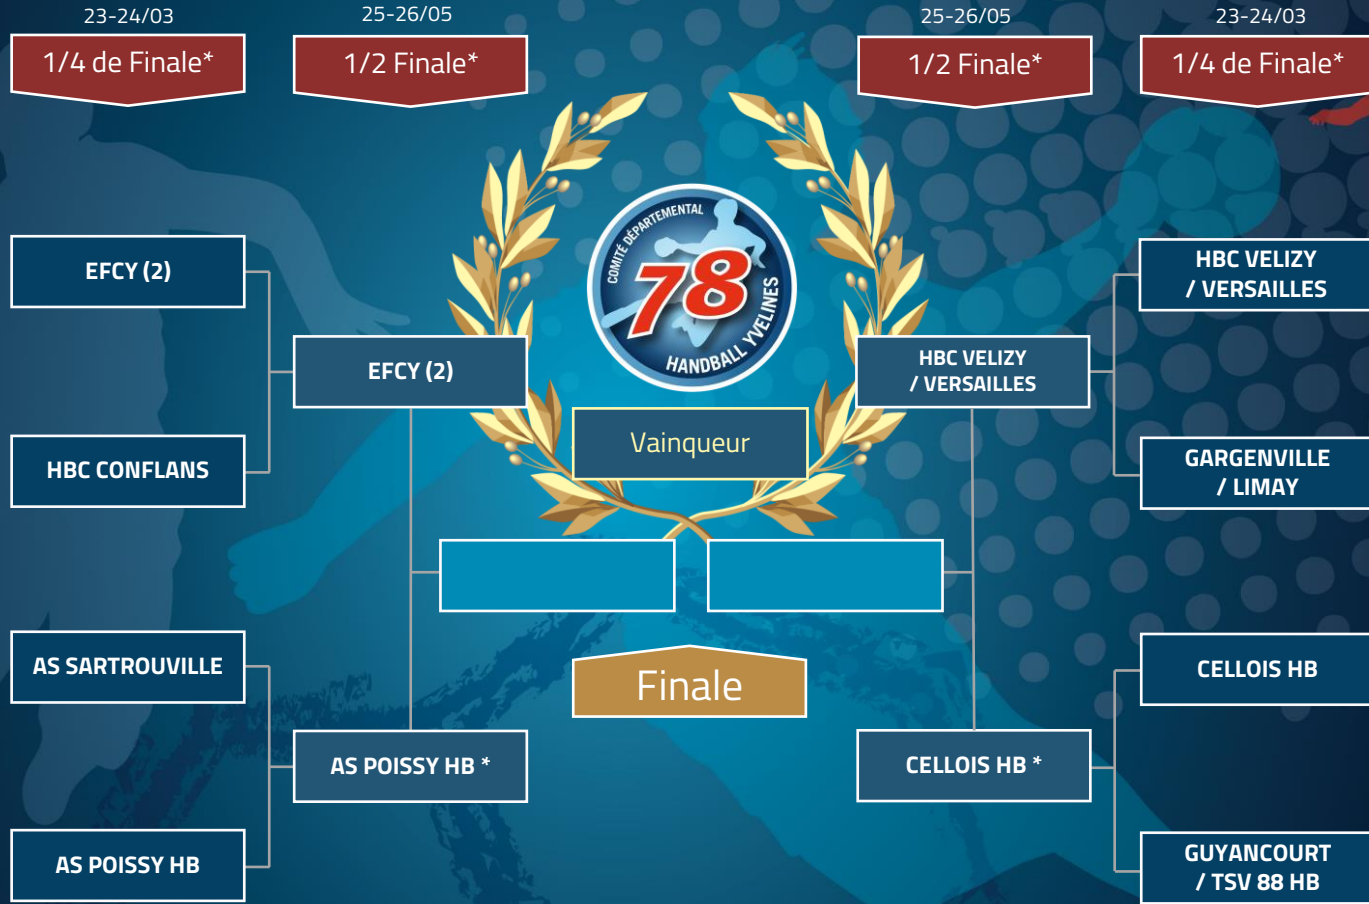 23-24/03
25-26/05
25-26/05
23-24/03
1/4 de Finale*
1/2 Finale*
1/2 Finale*
1/4 de Finale*
COMITÉ DÉPARTEMENTAL
78
HANDBALL YVELINES
EFCY (2)
HBC VELIZY
/ VERSAILLES
EFCY (2)
HBC VELIZY
/ VERSAILLES
Vainqueur
HBC CONFLANS
GARGENVILLE
/ LIMAY
AS SARTROUVILLE
Finale
CELLOIS HB
AS POISSY HB *
CELLOIS HB *
AS POISSY HB
GUYANCOURT
/ TSV 88 HB